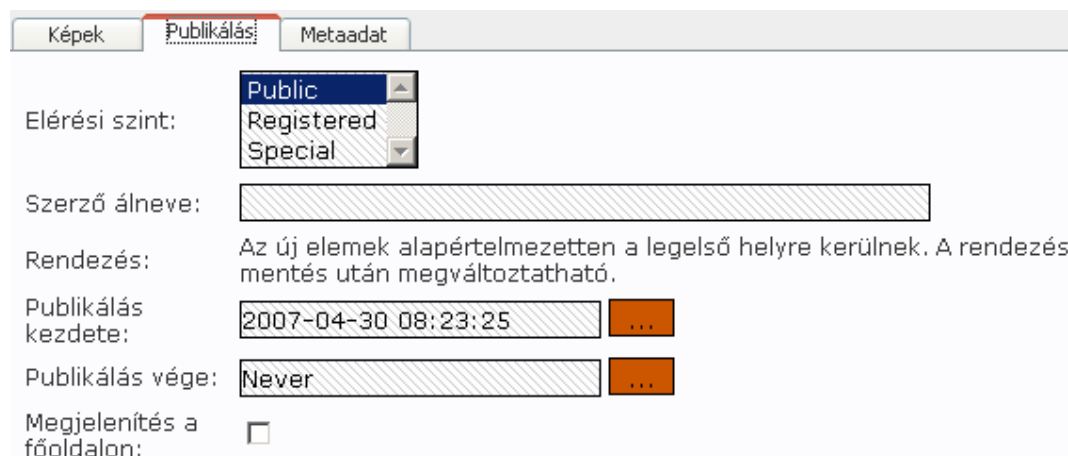 Képek Publikálás Metaadat
Elérési szint:
Public
Registered
Special
Szerző álneve:
Rendezés:
Az új elemek alapértelmezetten a legelső helyre kerülnek. A rendezés
mentés után megváltoztatható.
Publikálás
kezdete:
2007-04-30 08:23:25 ...
Publikálás vége: Never ...
Megjelenítés a
főoldalon: